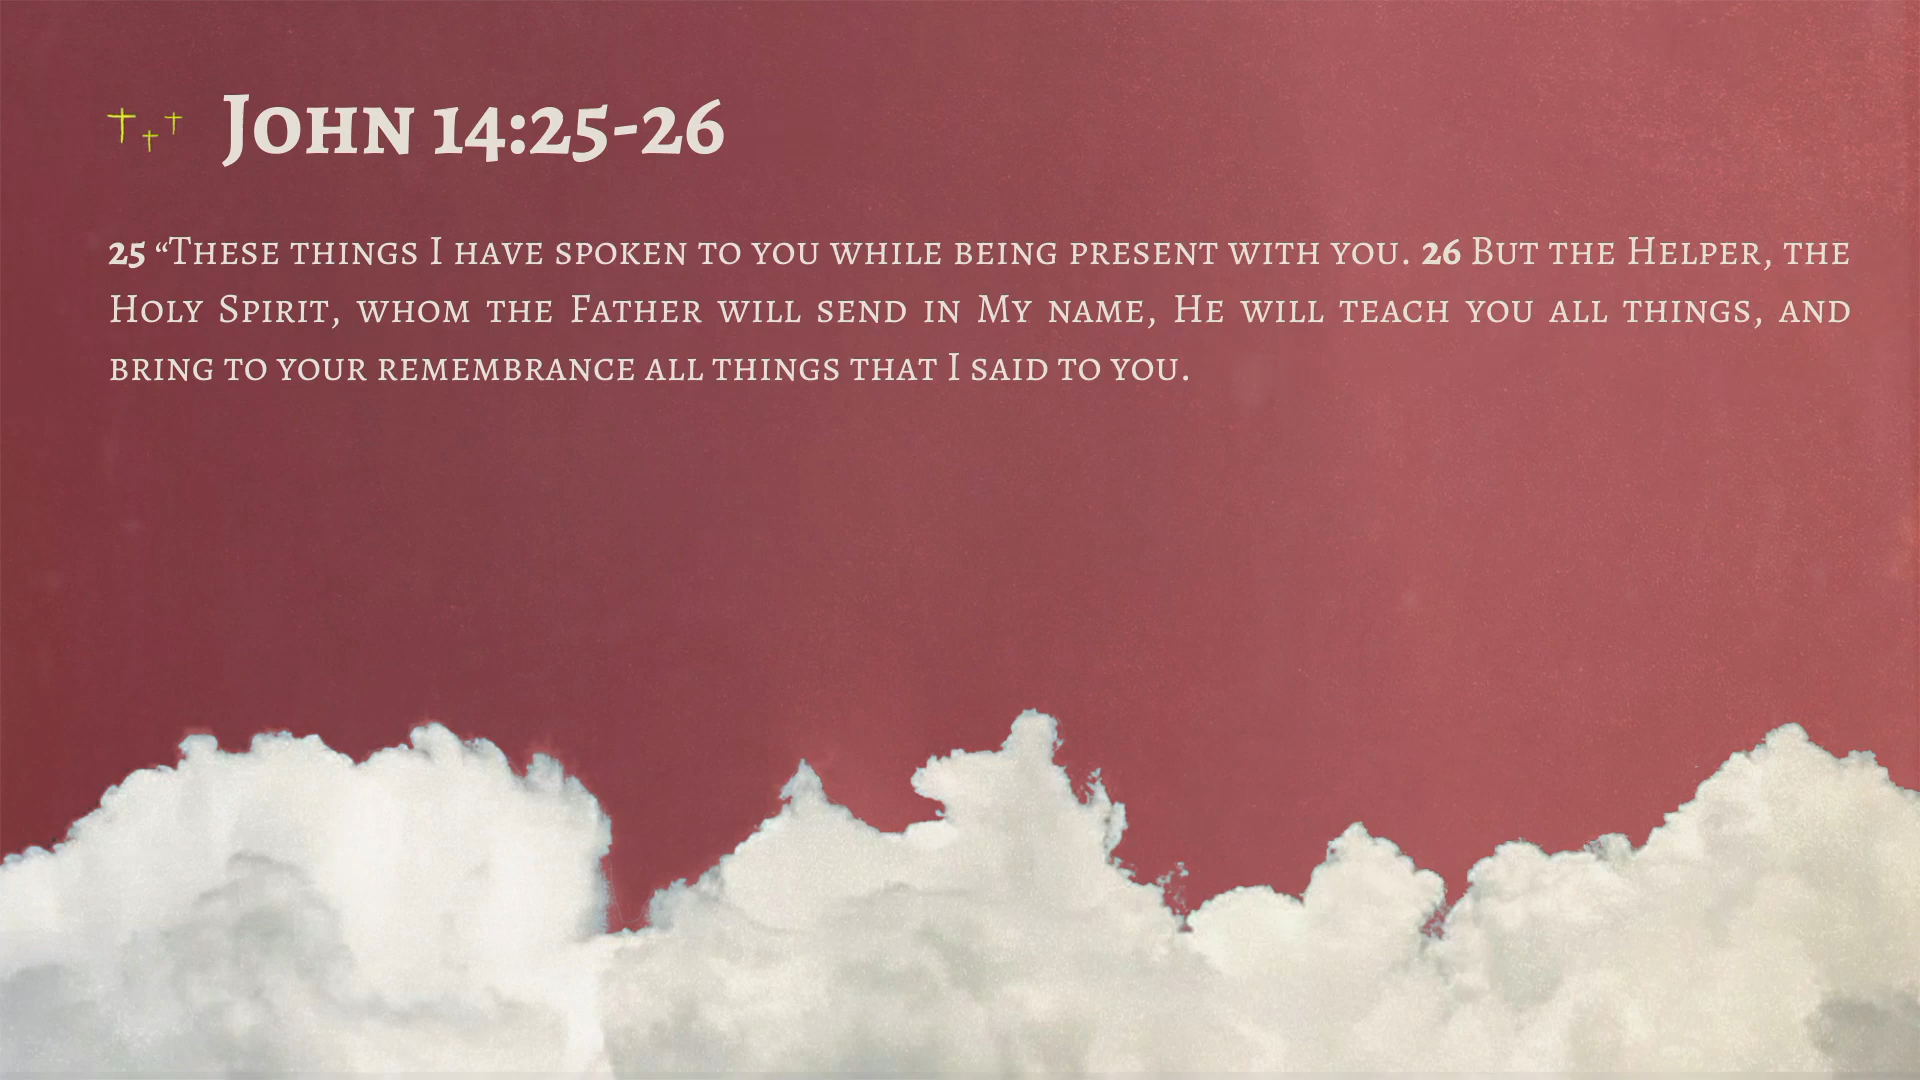 John 14:25-26
25 “These things I have spoken to you while being present with you. 26 But the Helper, the
Holy Spirit, whom the Father will send in My name, He will teach you all things, and
bring to your remembrance all things that I said to you.